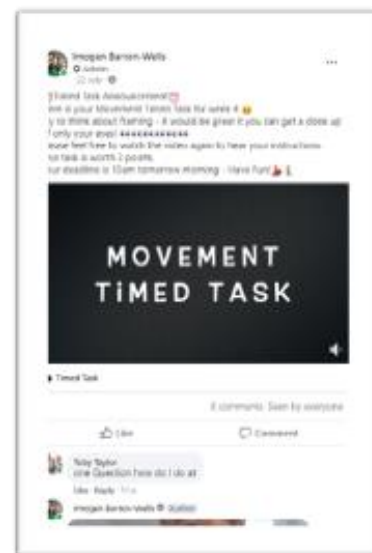 Imogen Barron-Wells
Admin
22 July
Timed Task Announcement!
is your Movement Timed Task for week 4
y to think about framing - it would be great if you can get a close up
f only your eyes!
ease feel free to watch the video again to hear your instructions.
task is worth 3 points.
ur deadline is 10am tomorrow morning - Have Fun!
MOVEMENT
TiMED TASK
Timed Task
comments Seen by everyone
Like Comment
Toby Taylor
one Question how do I do at
Like Reply
Imogen Barron-Wells Author